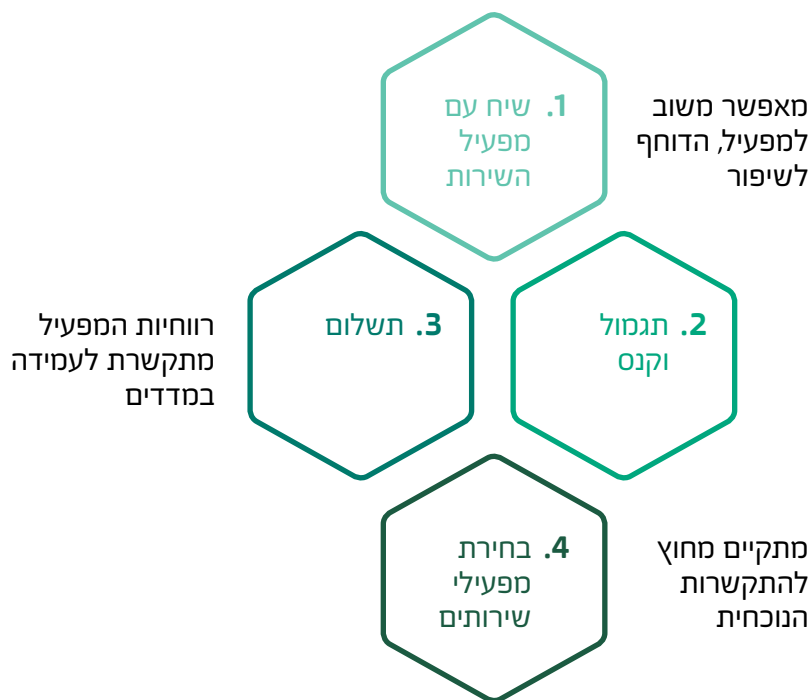 1. שיח עם
מפעיל
השירות
מאפשר משוב
למפעיל, הדוחף
לשיפור
2. תגמול
וקנס
3. תשלום
רווחיות המפעיל
מתקשרת לעמידה
במדדים
4. בחירת
מפעילי
שירותים
מתקיים מחוץ
להתקשרות
הנוכחית